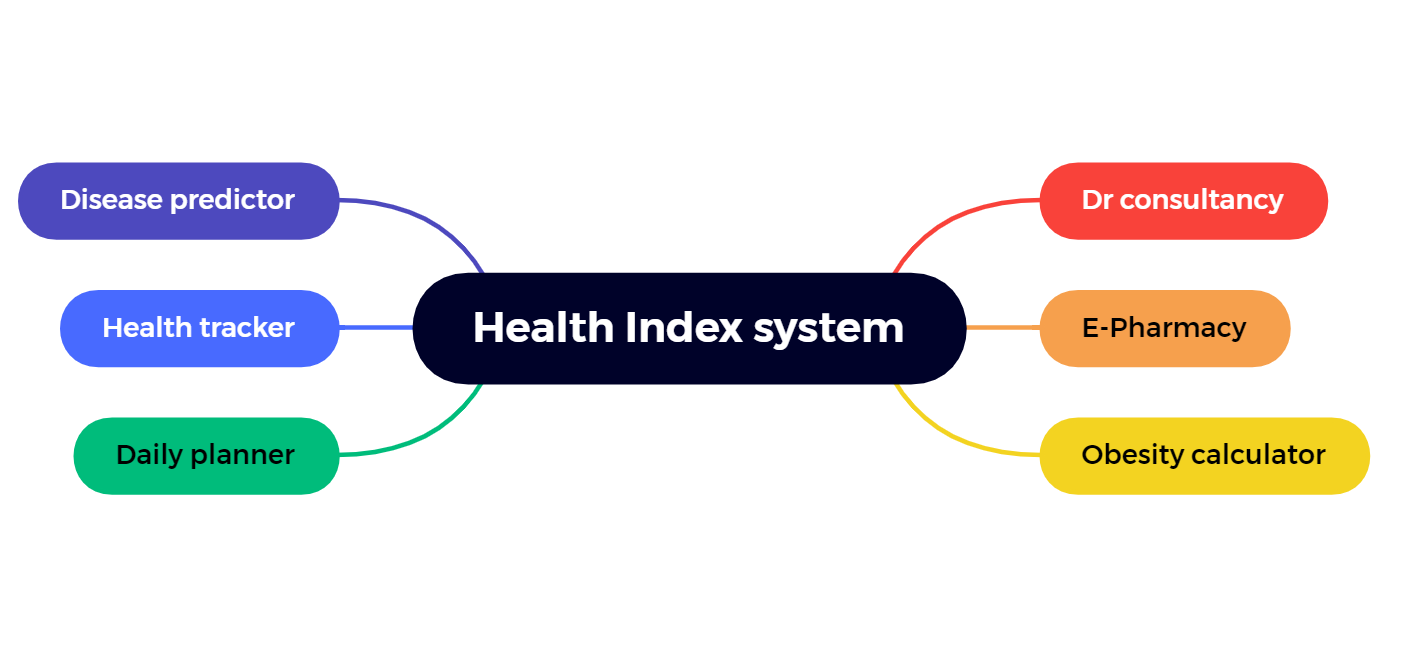 Disease predictor
Health tracker
Daily planner
Health Index system
Dr consultancy
E-Pharmacy
Obesity calculator